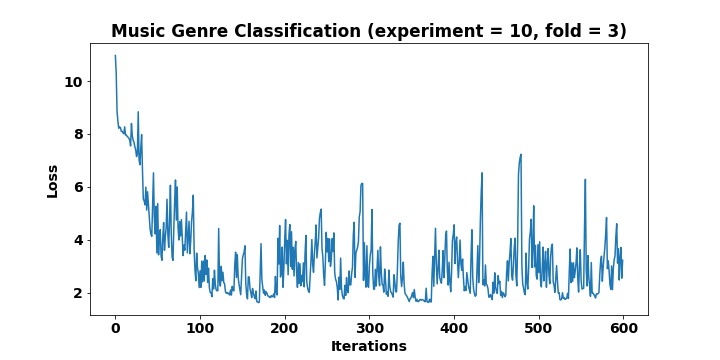 Music Genre Classification (experiment = 10, fold = 3)
10
8
6
4
2
Loss
0 100 200 300 400 500 600
Iterations